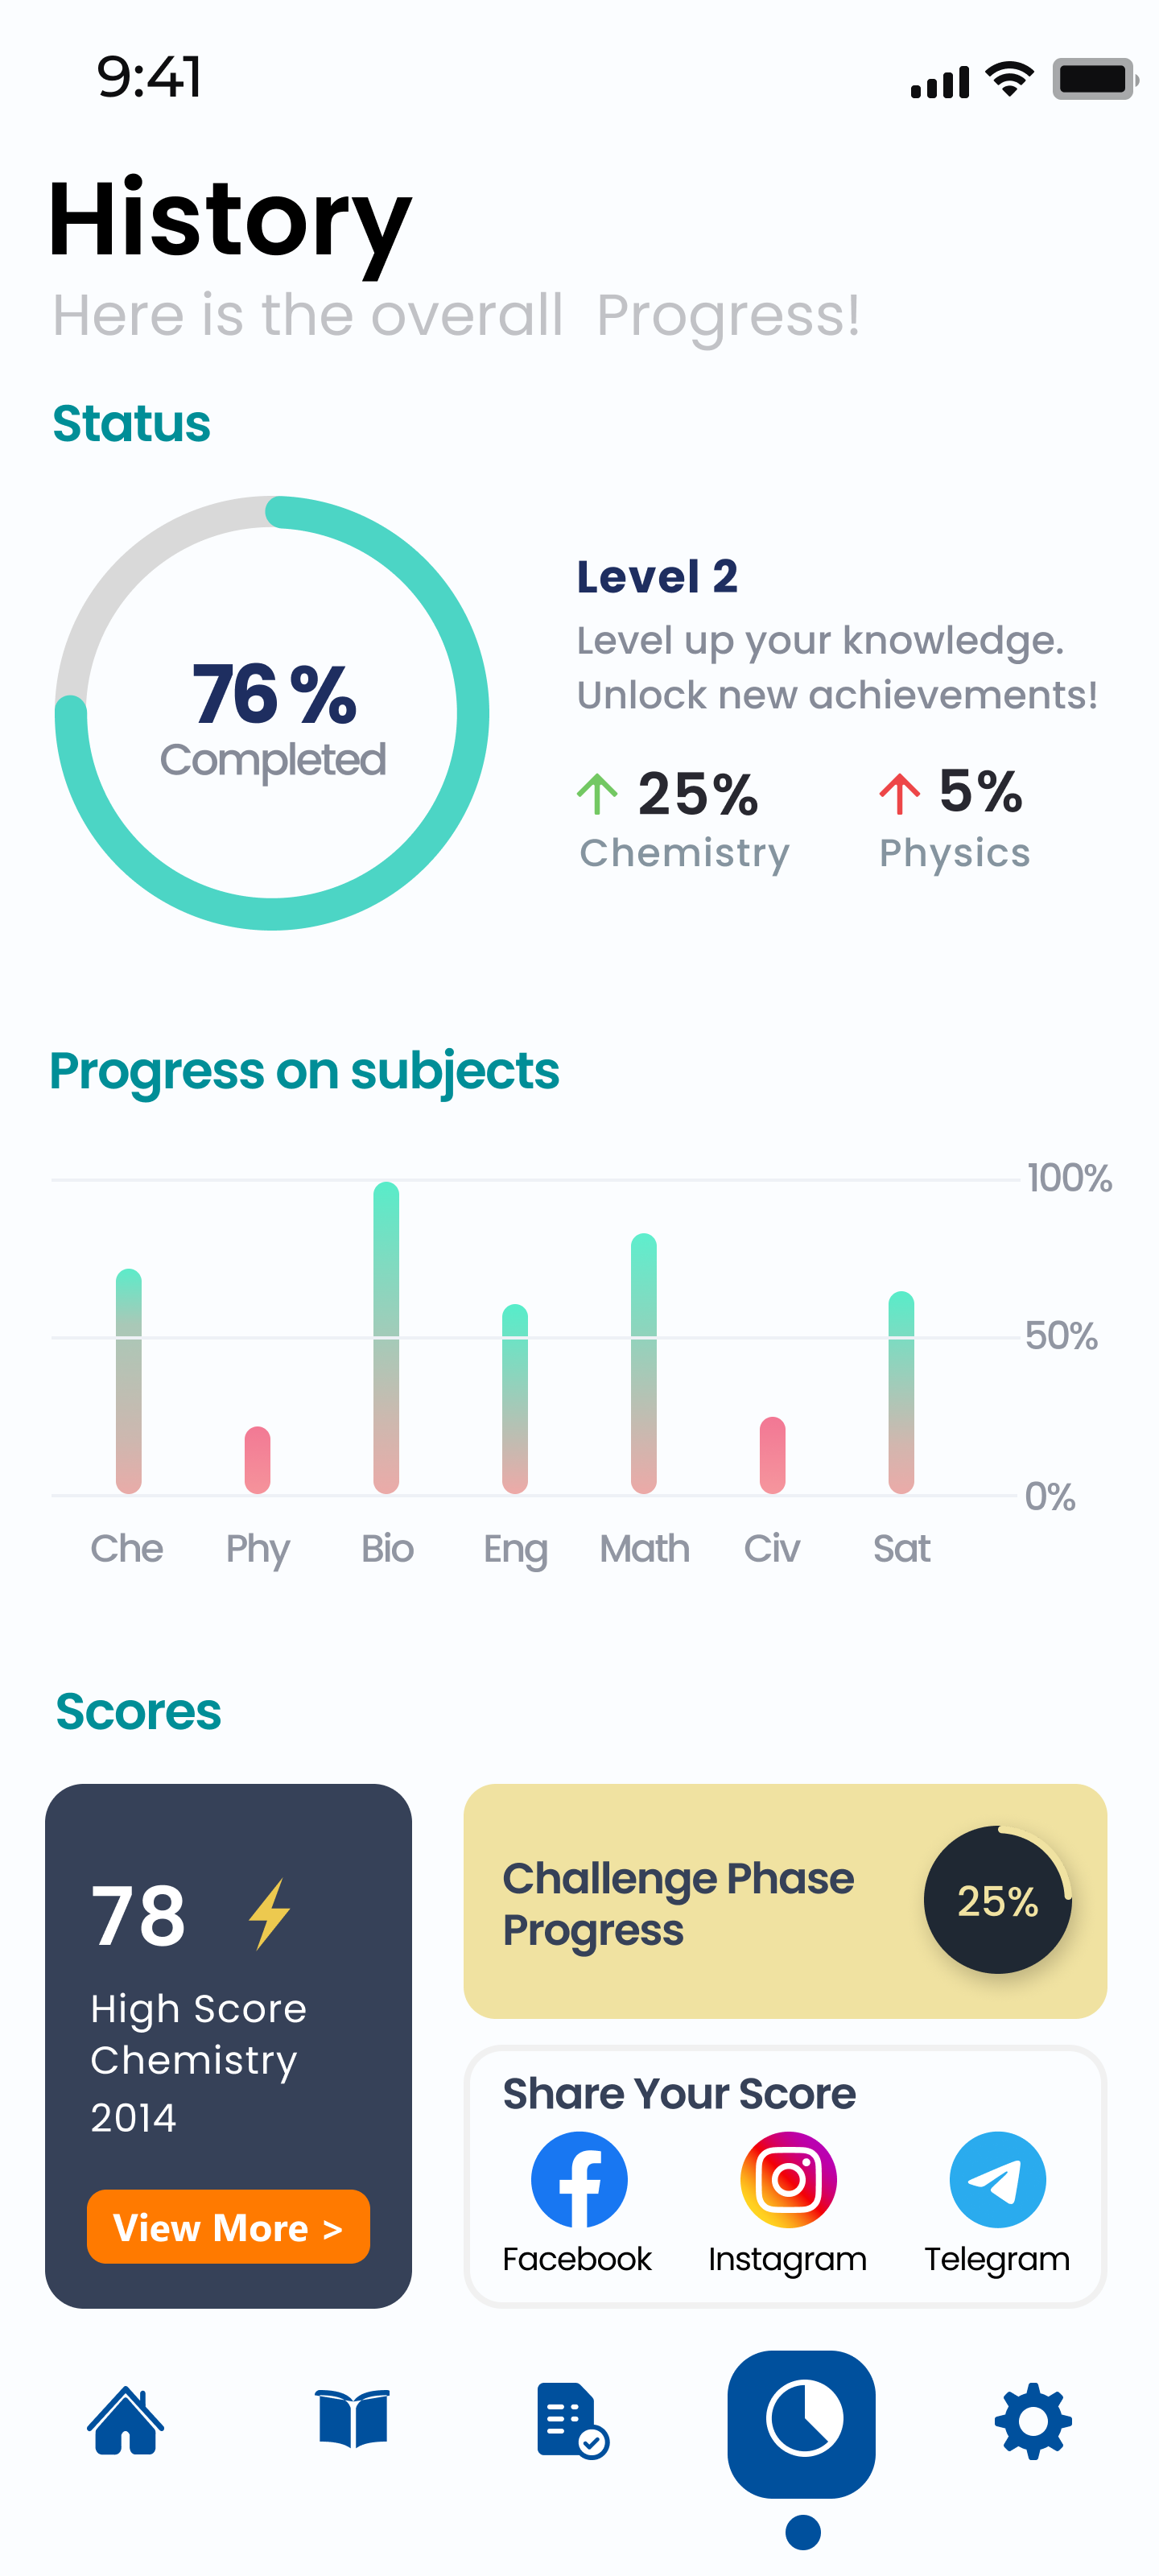 9:41
History
Here is the overall  Progress!
Status
76 %
Completed
Level 2
Level up your knowledge.
Unlock new achievements!
25%
Chemistry
5%
Physics
Progress on subjects
100%
50%
0%
Che Phy Bio Eng Math Civ Sat
Scores
78
High Score
Chemistry
2014
View More >
Challenge Phase
Progress
25%
Share Your Score
Facebook Instagram Telegram